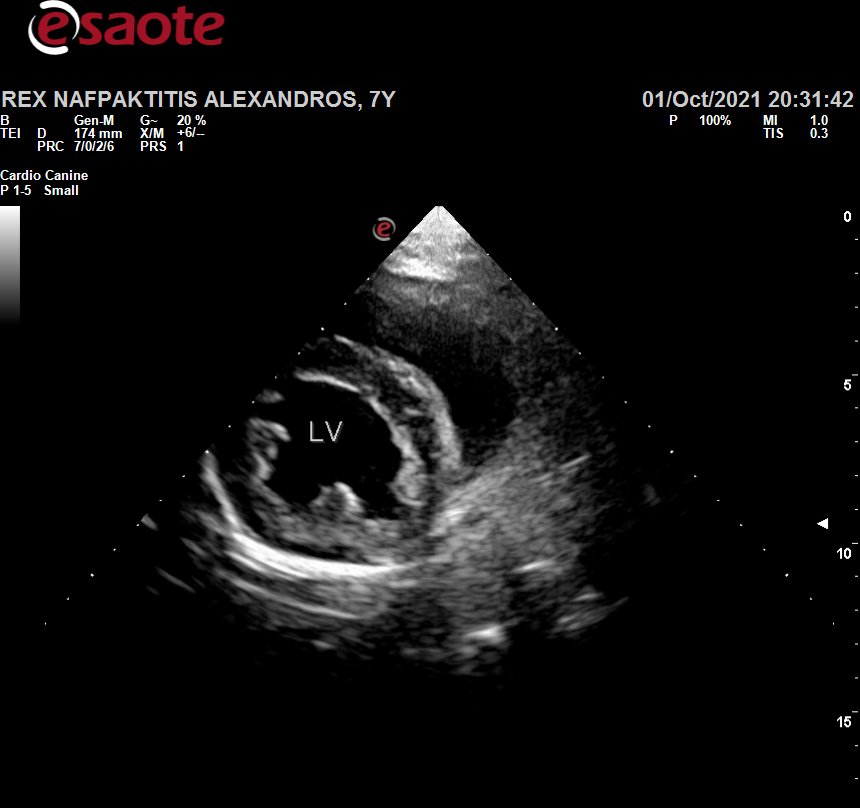 esaote
REX NAFPAKTITIS ALEXANDROS, 7Y 01/Oct/2021 20:31:42
B Gen-M G~ 20 % P 100% MI 1.0
TEI D 174 mm X/M +6/-- TIS 0.3
PRC 7/0/2/6 PRS 1
Cardio Canine
P 1-5 Small
e
0
5
LV
10
15